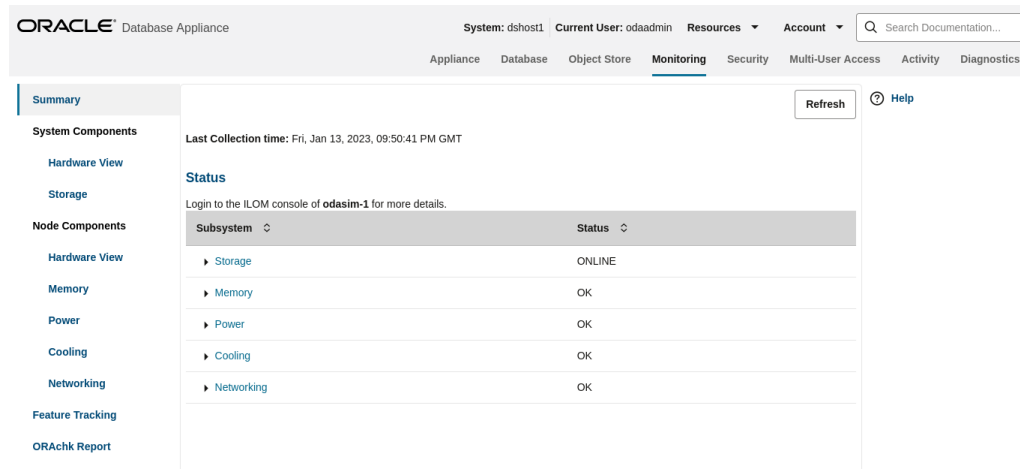 ORACLE® Database Appliance
System: dshost1 Current User: odaadmin Resources Account Search Documentation...
Appliance Database Object Store Monitoring Security Multi-User Access Activity Diagnostics
Summary
System Components
Hardware View
Storage
Node Components
Hardware View
Memory
Power
Cooling
Networking
Feature Tracking
ORAchk Report
Refresh
Last Collection time: Fri, Jan 13, 2023, 09:50:41 PM GMT
Status
Login to the ILOM console of odasim-1 for more details.
Subsystem Status
Storage ONLINE
Memory OK
Power OK
Cooling OK
Networking OK
Help